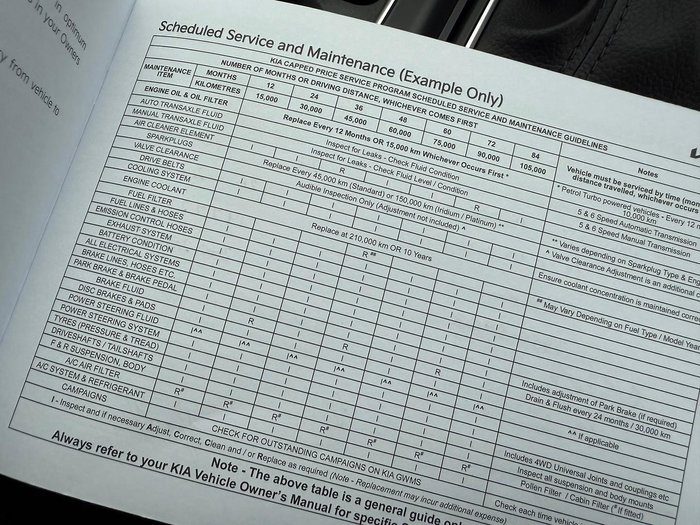 in optimum
in your Owners
ry from vehicle to
Scheduled Service and Maintenance (Example Only)
KIA CAPPED PRICE SERVICE PROGRAM SCHEDULED SERVICE AND MAINTENANCE GUIDELINES
NUMBER OF MONTHS OR DRIVING DISTANCE, WHICHEVER COMES FIRST
MAINTENANCE ITEM
MONTHS 12 24 36 48 60 72 84
KILOMETRES 15,000 30,000 45,000 60,000 75,000 90,000 105,000
Notes
ENGINE OIL & OIL FILTER Replace Every 12 Months OR 15,000 km Whichever Occurs First *
Vehicle must be serviced by time (mon
distance travelled, whichever occurs
* Petrol Turbo powered vehicles - Every 12 m
10,000 km
AUTO TRANSAXLE FLUID Inspect for Leaks - Check Fluid Condition
5 & 6 Speed Automatic Transmission
MANUAL TRANSAXLE FLUID Inspect for Leaks - Check Fluid Level / Condition
5 & 6 Speed Manual Transmission
AIR CLEANER ELEMENT I I R I I R I
SPARKPLUGS Replace Every 45,000 km (Standard) or 150,000 km (Iridium / Platinum) **
** Varies depending on Sparkplug Type & Eng
VALVE CLEARANCE Audible Inspection Only (Adjustment not included) ^
^ Valve Clearance Adjustment is an additional c
DRIVE BELTS
COOLING SYSTEM
ENGINE COOLANT Replace at 210,000 km OR 10 Years
Ensure coolant concentration is maintained corre
FUEL FILTER R ##
## May Vary Depending on Fuel Type / Model Year
FUEL LINES & HOSES
EMISSION CONTROL HOSES
EXHAUST SYSTEM
BATTERY CONDITION
ALL ELECTRICAL SYSTEMS
BRAKE LINES, HOSES ETC.
PARK BRAKE & BRAKE PEDAL
Includes adjustment of Park Brake (if required)
BRAKE FLUID I R I R I R I
Drain & Flush every 24 months / 30,000 km
DISC BRAKES & PADS
POWER STEERING FLUID I^^ I^^ I^^ I^^ I^^ I^^ I^^
^^ If applicable
POWER STEERING SYSTEM
TYRES (PRESSURE & TREAD)
DRIVESHAFTS / TAILSHAFTS
Includes 4WD Universal Joints and couplings etc
F & R SUSPENSION, BODY
Inspect all suspension and body mounts
A/C AIR FILTER R# R# R# R# R# R# R#
Pollen Filter / Cabin Filter (# If fitted)
A/C SYSTEM & REFRIGERANT
CAMPAIGNS CHECK FOR OUTSTANDING CAMPAIGNS ON KIA GWMS
Check each time vehicle
I - Inspect and if necessary Adjust, Correct, Clean and / or Replace as required (Note - Replacement may incur additional expense)
Note - The above table is a general guide only
Always refer to your KIA Vehicle Owner's Manual for specific